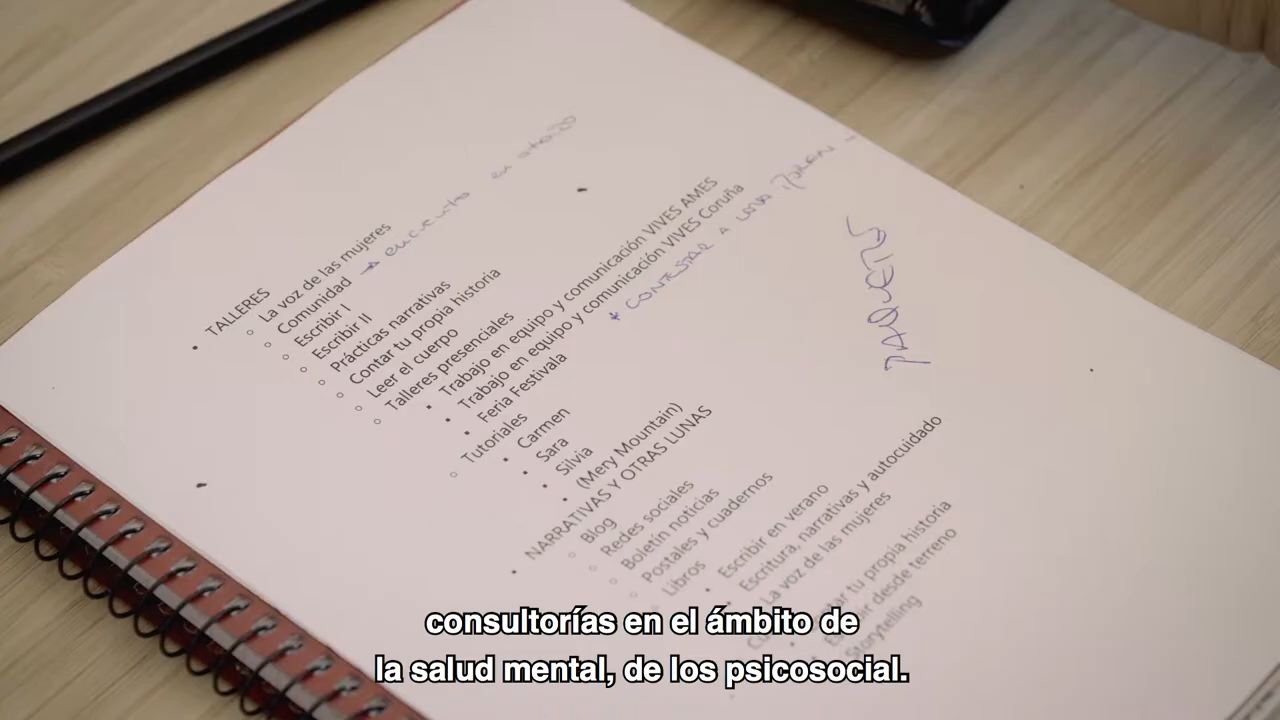 TALLERES
La voz de las mujeres
Comunidad → encuentro en otoño
Escribir I
Escribir II
Prácticas narrativas
Contar tu propia historia
Leer el cuerpo
Talleres presenciales
Trabajo en equipo y comunicación VIVES AMES
Trabajo en equipo y comunicación VIVES Coruña
* CONTESTAR A
Feria Festivala
Tutoriales
Carmen
Sara
Silvia
(Mery Mountain)
NARRATIVAS Y OTRAS LUNAS
Blog
Redes sociales
Boletín noticias
Postales y cuadernos
Libros
Escribir en verano
Escritura, narrativas y autocuidado
La voz de las mujeres
tu propia historia
desde terreno
Storytelling
consultorías en el ámbito de
la salud mental, de los psicosocial.